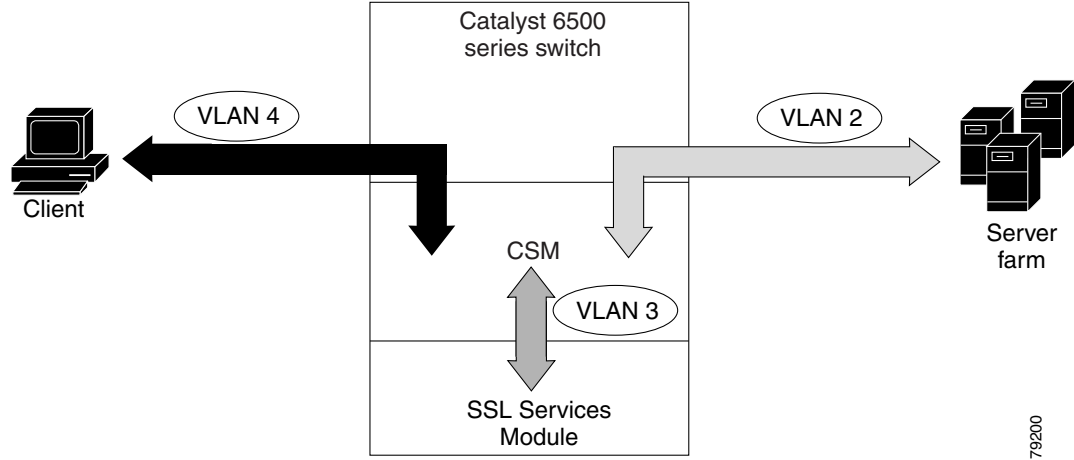 Catalyst 6500
series switch
VLAN 4
VLAN 2
Client
CSM
Server
farm
VLAN 3
SSL Services
Module
79200